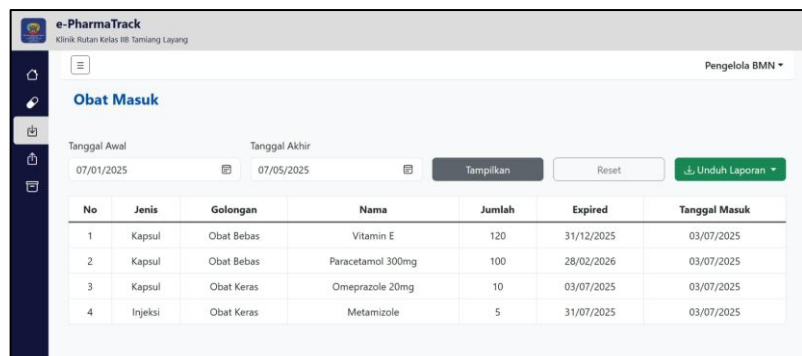 e-PharmaTrack
Klinik Rutan Kelas IIB Tamiang Layang
Pengelola BMN
Obat Masuk
Tanggal Awal Tanggal Akhir
07/01/2025 07/05/2025 Tampilkan Reset Unduh Laporan
No Jenis Golongan Nama Jumlah Expired Tanggal Masuk
1 Kapsul Obat Bebas Vitamin E 120 31/12/2025 03/07/2025
2 Kapsul Obat Bebas Paracetamol 300mg 100 28/02/2026 03/07/2025
3 Kapsul Obat Keras Omeprazole 20mg 10 03/07/2025 03/07/2025
4 Injeksi Obat Keras Metamizole 5 31/07/2025 03/07/2025